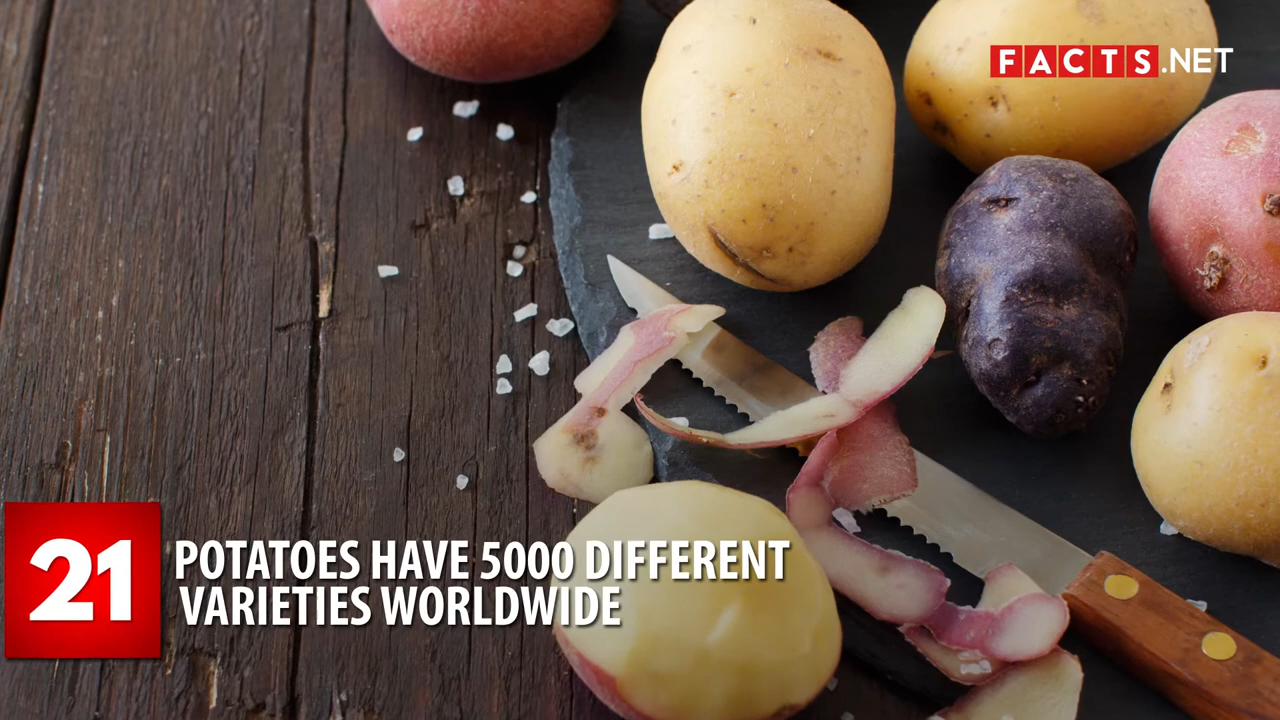 FACTS.NET
21
POTATOES HAVE 5000 DIFFERENT
VARIETIES WORLDWIDE